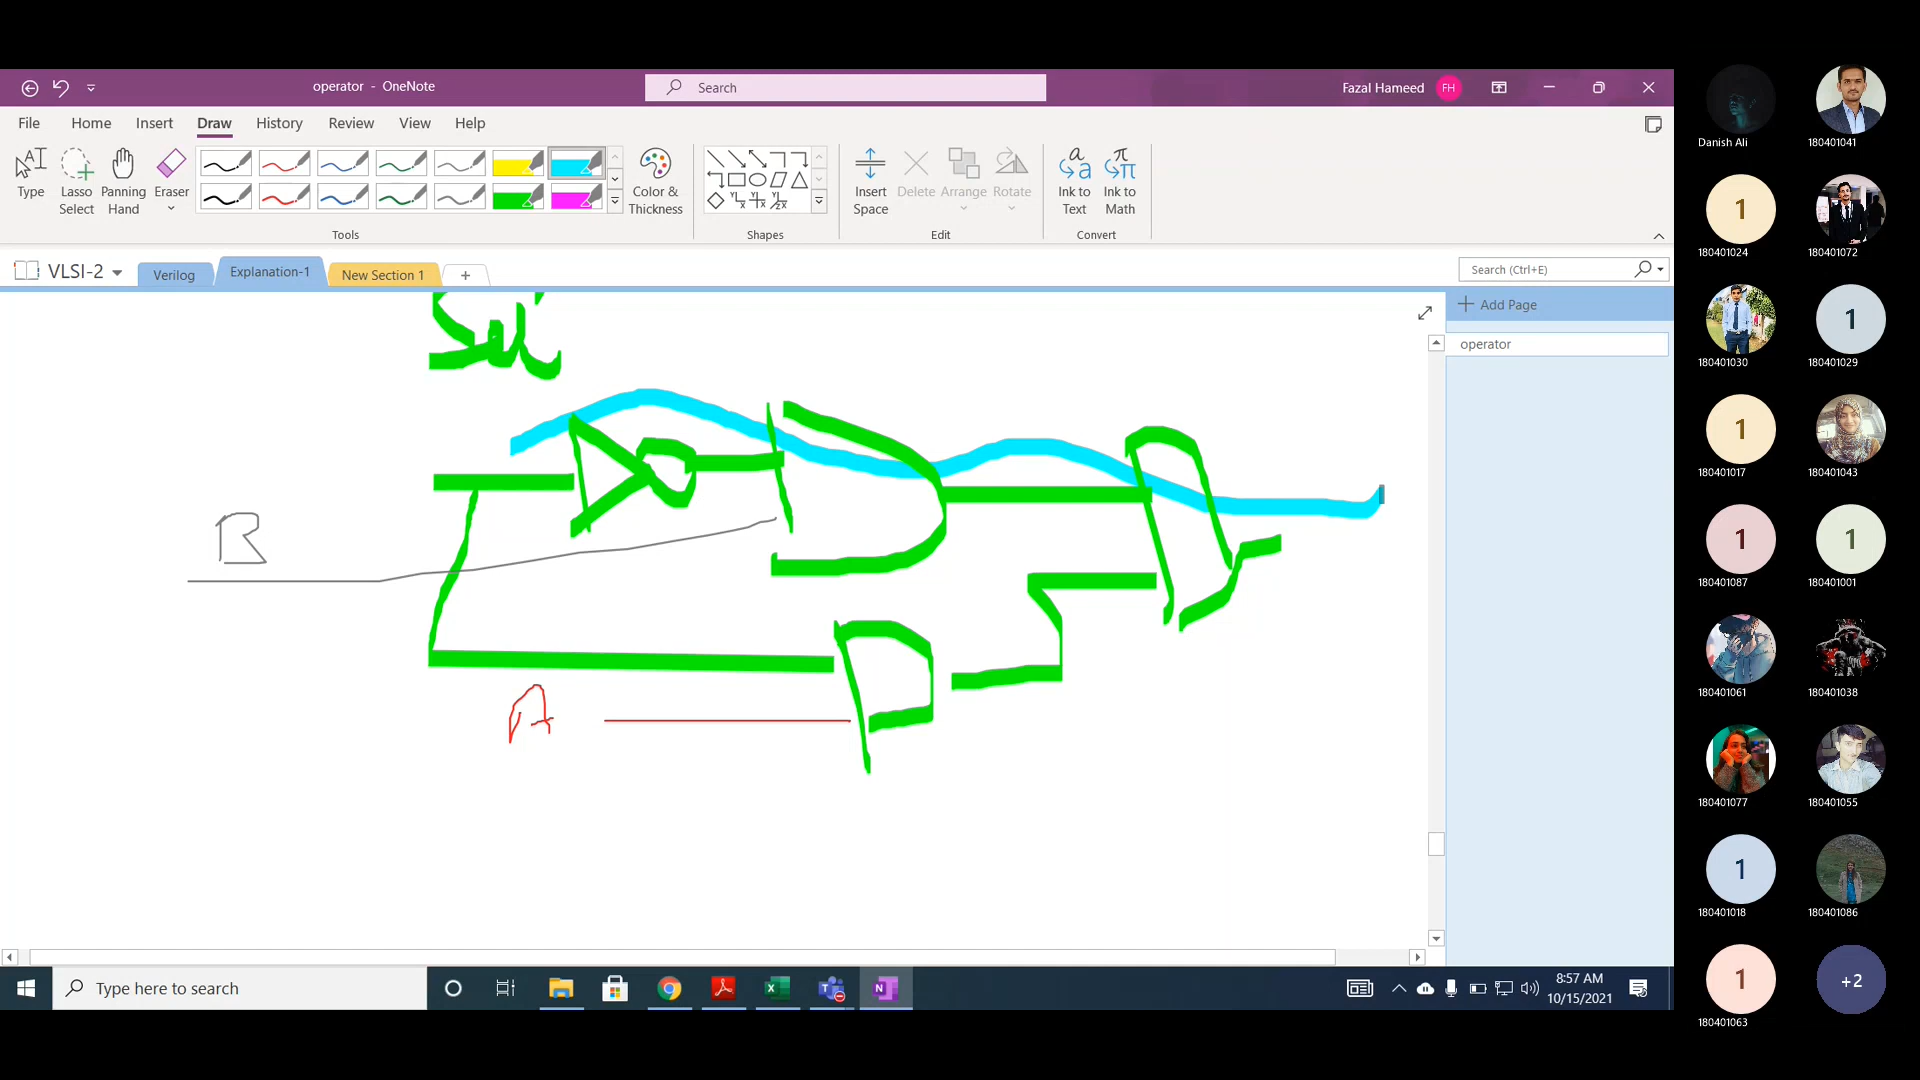 operator - OneNote
Search
Fazal Hameed
FH
File
Home
Insert
Draw
History
Review
View
Help
Type
Lasso
Select
Panning
Hand
Eraser
Color &
Thickness
Tools
Shapes
Insert
Space
Delete
Arrange
Rotate
Edit
Ink to
Text
Ink to
Math
Convert
VLSI-2
Verilog
Explanation-1
New Section 1
Search (Ctrl+E)
Add Page
operator
Sel
R
A
Type here to search
8:57 AM
10/15/2021
Danish Ali
180401041
1
180401024
180401072
180401030
1
180401029
1
180401017
180401043
1
180401087
1
180401001
180401061
180401038
180401077
180401055
1
180401018
180401086
1
180401063
+2